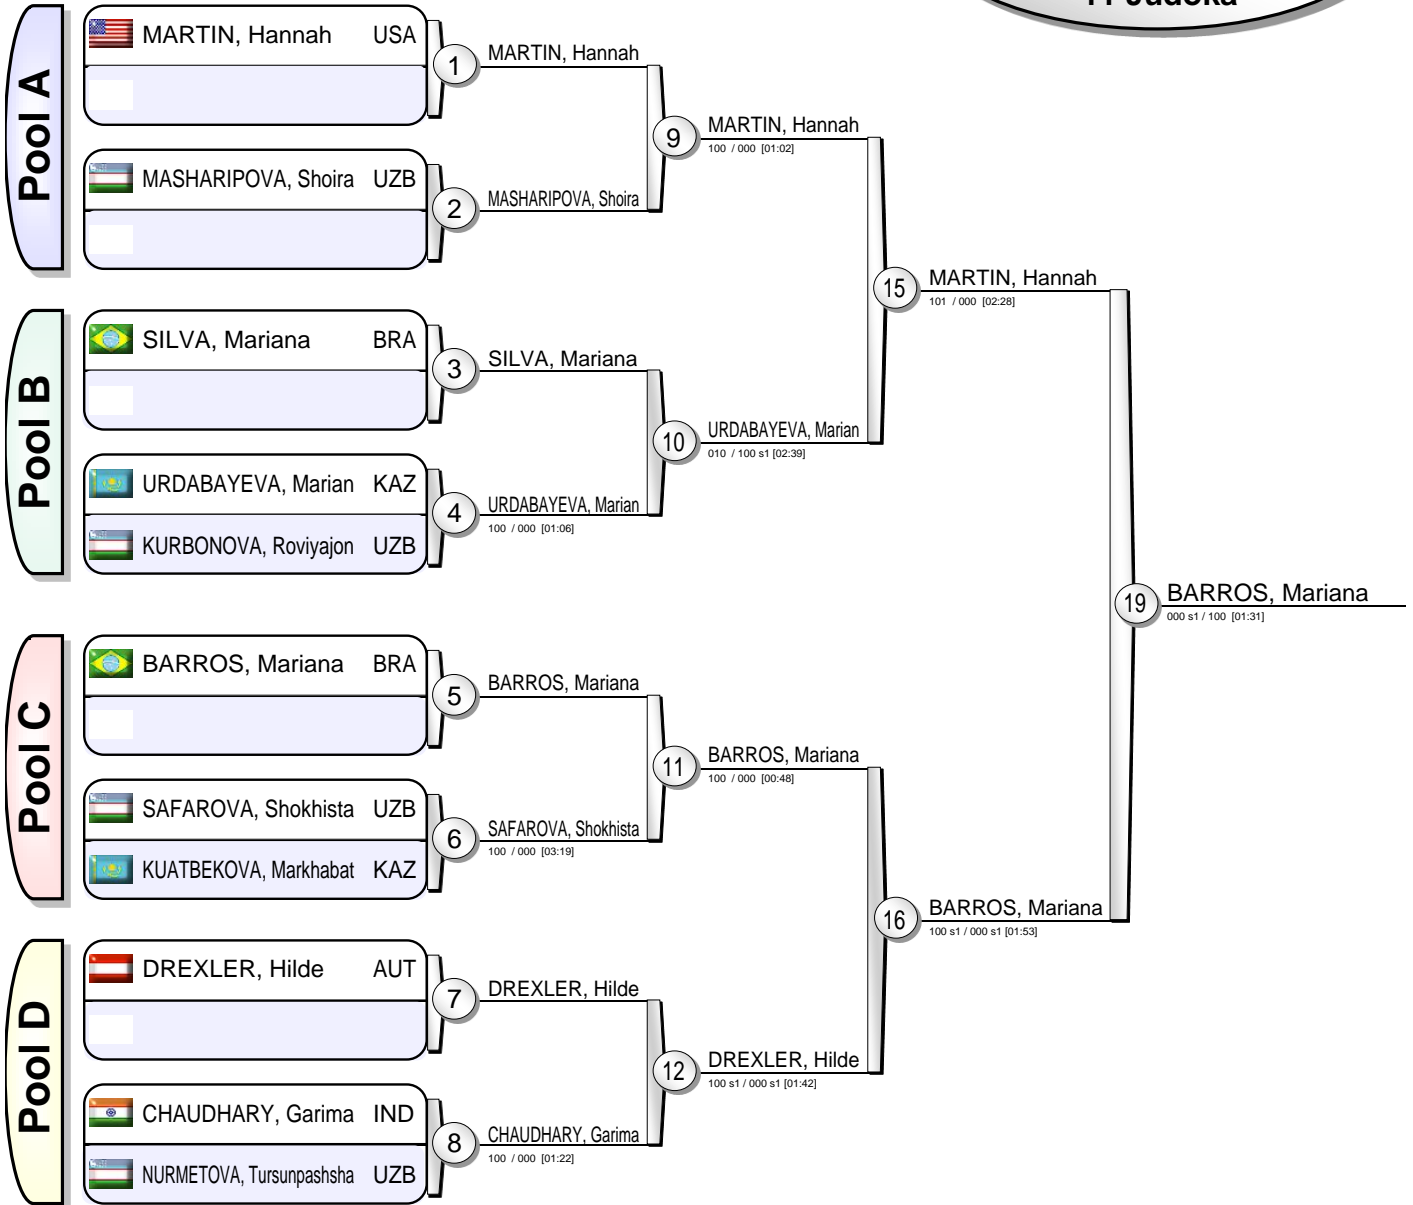 11 Judoka
Pool A
MARTIN, Hannah USA
1
MARTIN, Hannah
MASHARIPOVA, Shoira UZB
2
MASHARIPOVA, Shoira
9
MARTIN, Hannah
100 / 000 [01:02]
Pool B
SILVA, Mariana BRA
3
SILVA, Mariana
URDABAYEVA, Marian KAZ
KURBONOVA, Roviyajon UZB
4
URDABAYEVA, Marian
100 / 000 [01:06]
10
URDABAYEVA, Marian
010 / 100 s1 [02:39]
15
MARTIN, Hannah
101 / 000 [02:28]
Pool C
BARROS, Mariana BRA
5
BARROS, Mariana
SAFAROVA, Shokhista UZB
KUATBEKOVA, Markhabat KAZ
6
SAFAROVA, Shokhista
100 / 000 [03:19]
11
BARROS, Mariana
100 / 000 [00:48]
Pool D
DREXLER, Hilde AUT
7
DREXLER, Hilde
CHAUDHARY, Garima IND
NURMETOVA, Tursunpashsha UZB
8
CHAUDHARY, Garima
100 / 000 [01:22]
12
DREXLER, Hilde
100 s1 / 000 s1 [01:42]
16
BARROS, Mariana
100 s1 / 000 s1 [01:53]
19
BARROS, Mariana
000 s1 / 100 [01:31]